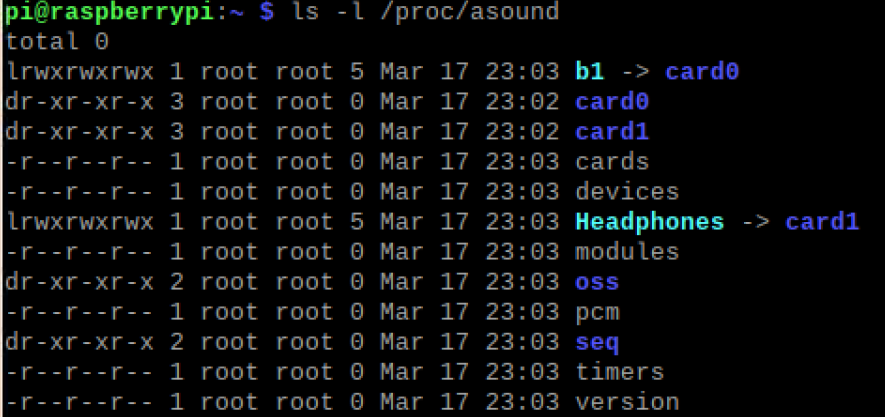 pi@raspberrypi:~ $ ls -l /proc/asound
total 0
lrwxrwxrwx 1 root root 5 Mar 17 23:03 b1 -> card0
dr-xr-xr-x 3 root root 0 Mar 17 23:02 card0
dr-xr-xr-x 3 root root 0 Mar 17 23:02 card1
-r--r--r-- 1 root root 0 Mar 17 23:03 cards
-r--r--r-- 1 root root 0 Mar 17 23:03 devices
lrwxrwxrwx 1 root root 5 Mar 17 23:03 Headphones -> card1
-r--r--r-- 1 root root 0 Mar 17 23:03 modules
dr-xr-xr-x 2 root root 0 Mar 17 23:03 oss
-r--r--r-- 1 root root 0 Mar 17 23:03 pcm
dr-xr-xr-x 2 root root 0 Mar 17 23:03 seq
-r--r--r-- 1 root root 0 Mar 17 23:03 timers
-r--r--r-- 1 root root 0 Mar 17 23:03 version